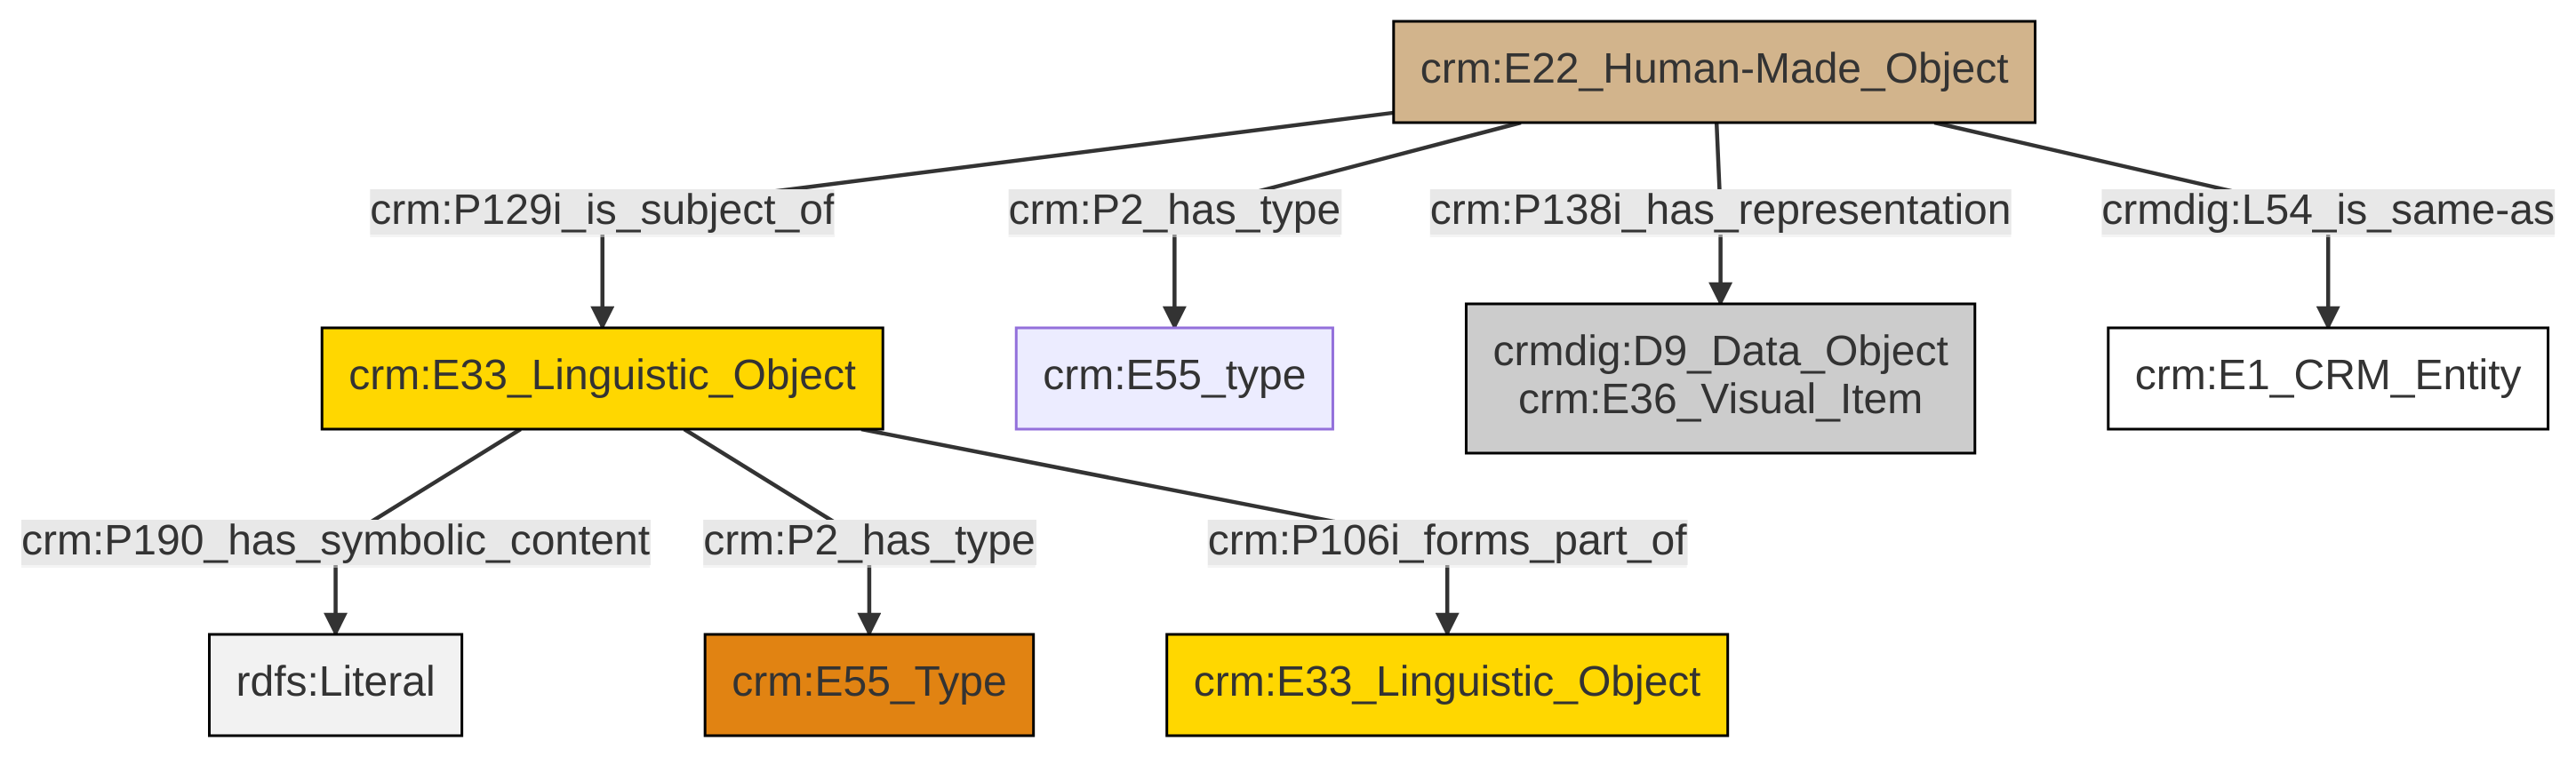 crm:E22_Human-Made_Object
crm:P129i_is_subject_of
crm:P2_has_type
crm:P138i_has_representation
crmdig:L54_is_same-as
crm:E33_Linguistic_Object
crm:E55_type
crmdig:D9_Data_Object
crm:E36_Visual_Item
crm:E1_CRM_Entity
crm:P190_has_symbolic_content
crm:P2_has_type
crm:P106i_forms_part_of
rdfs:Literal
crm:E55_Type
crm:E33_Linguistic_Object